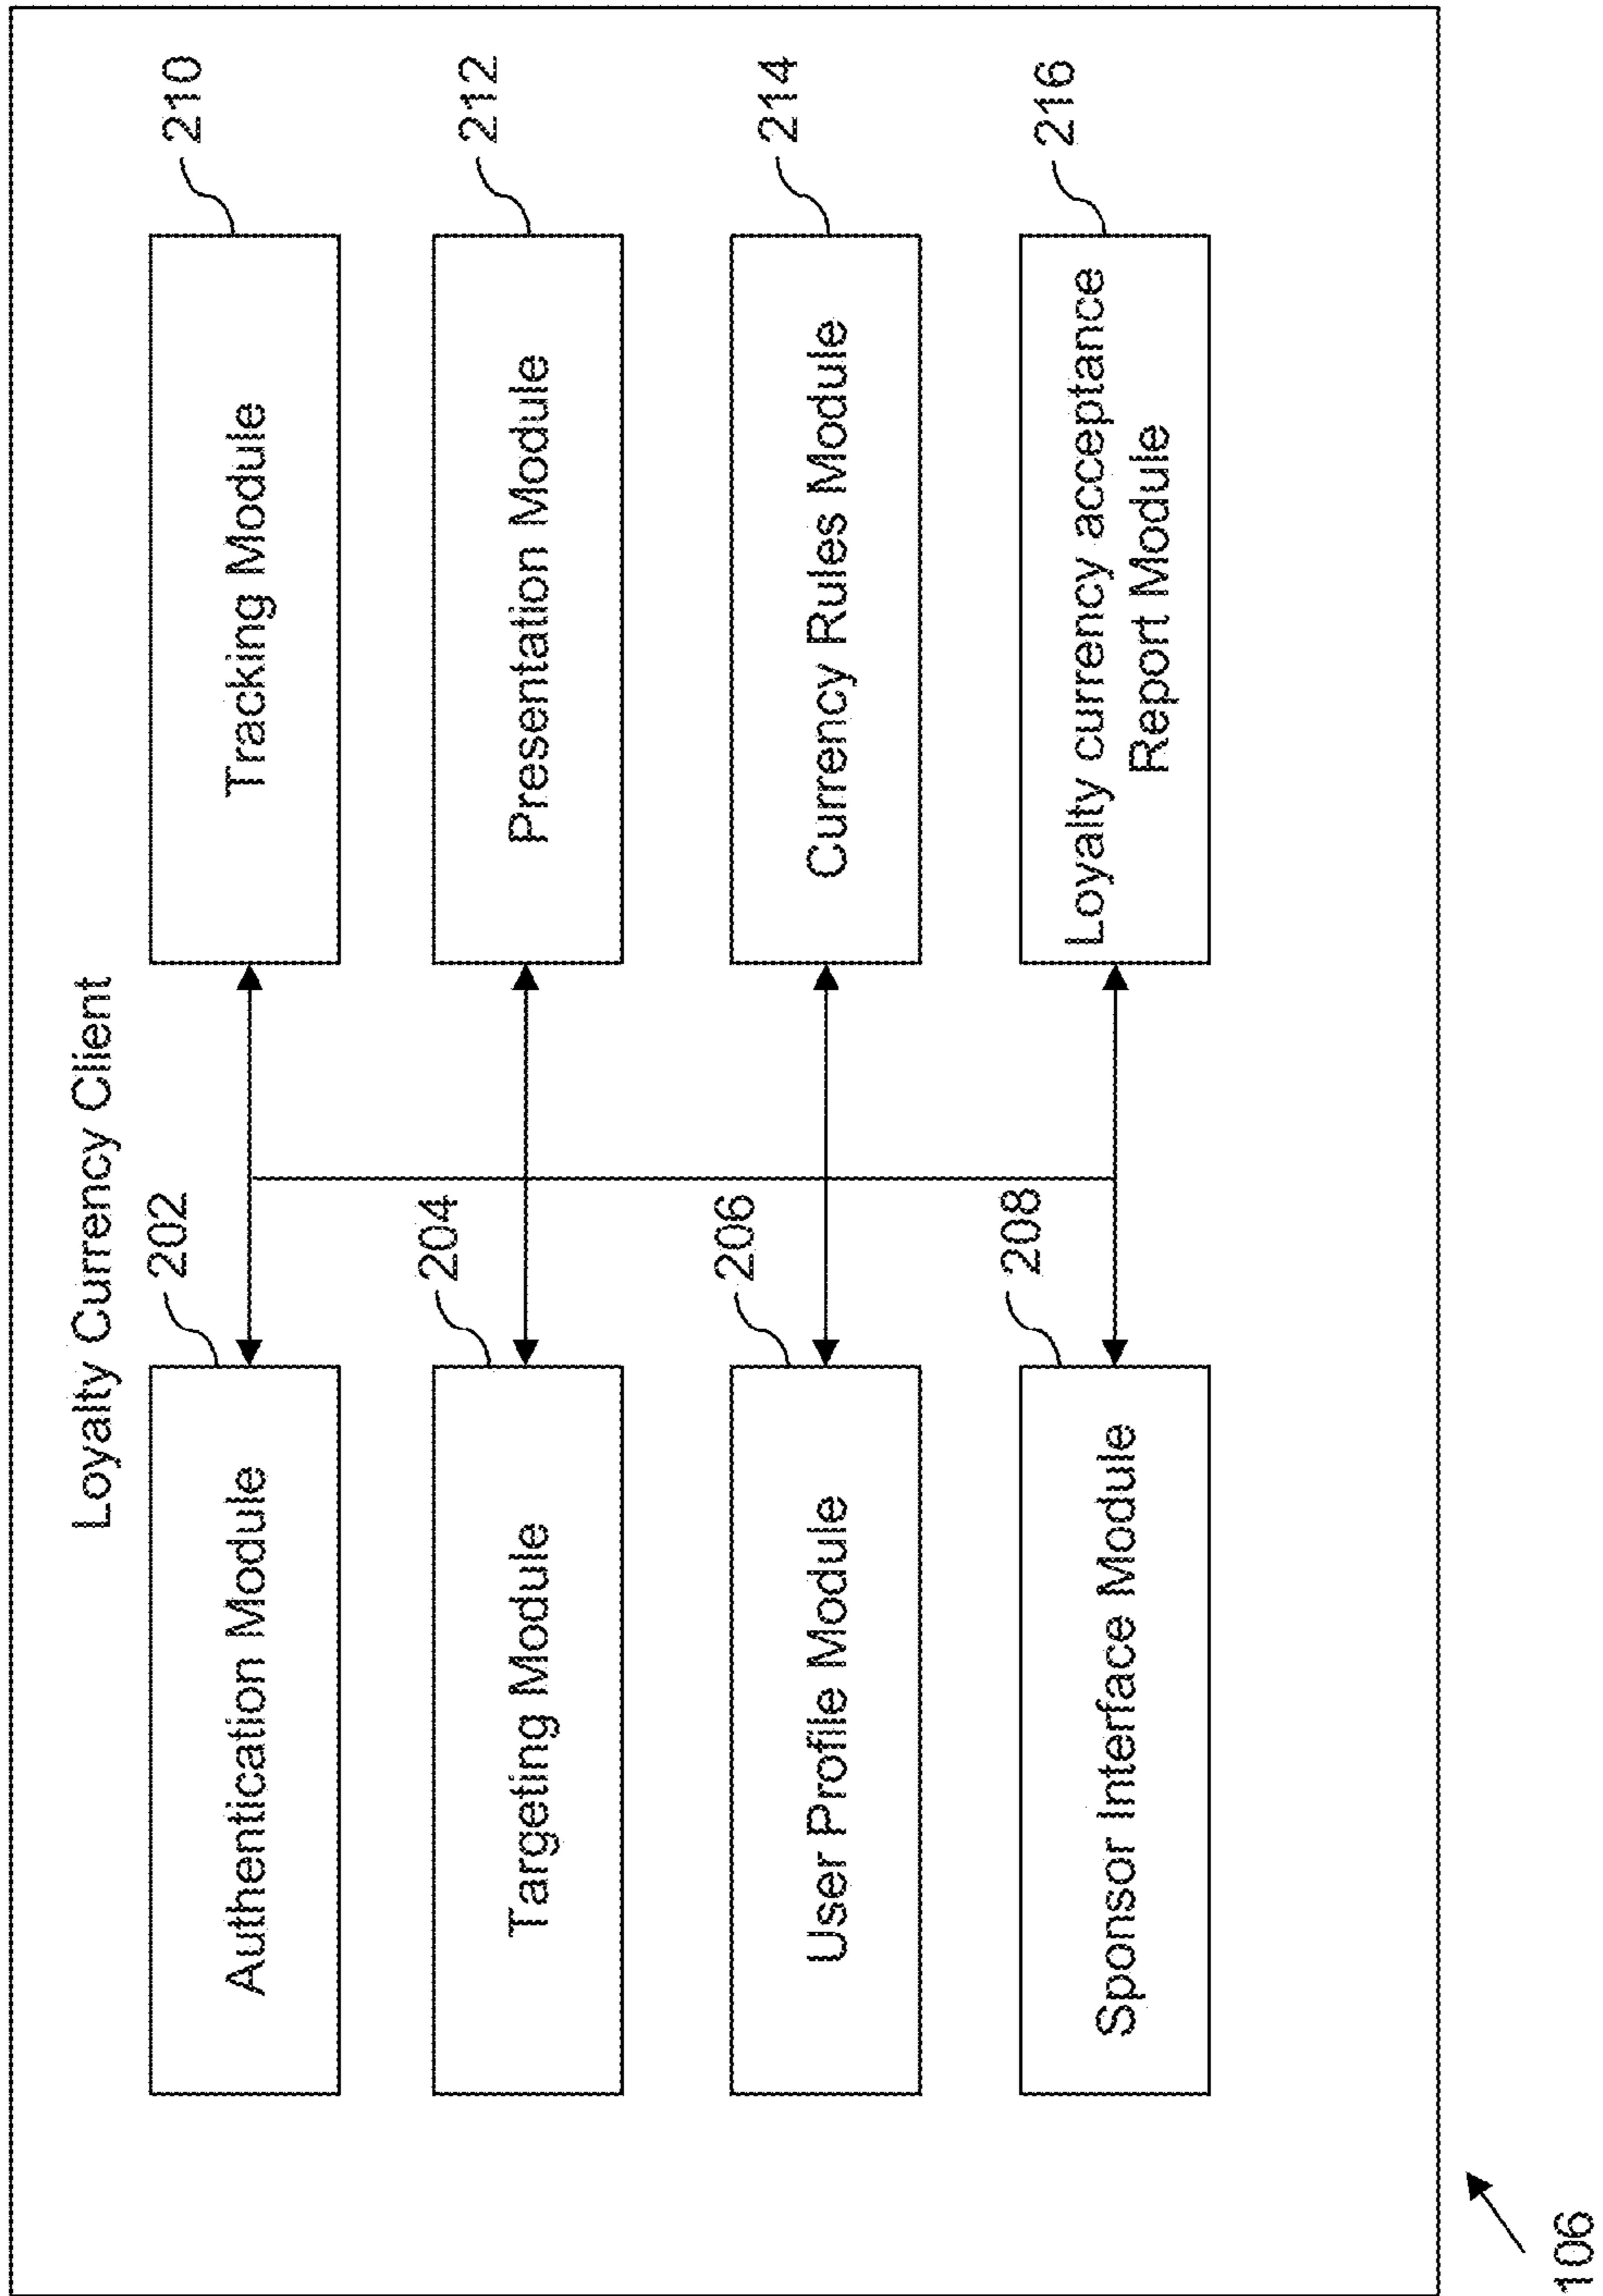 Loyalty Currency Client
202
210
Authentication Module
Tracking Module
204
212
Targeting Module
Presentation Module
206
214
User Profile Module
Currency Rules Module
208
216
Sponsor Interface Module
Loyalty currency acceptance
Report Module
106